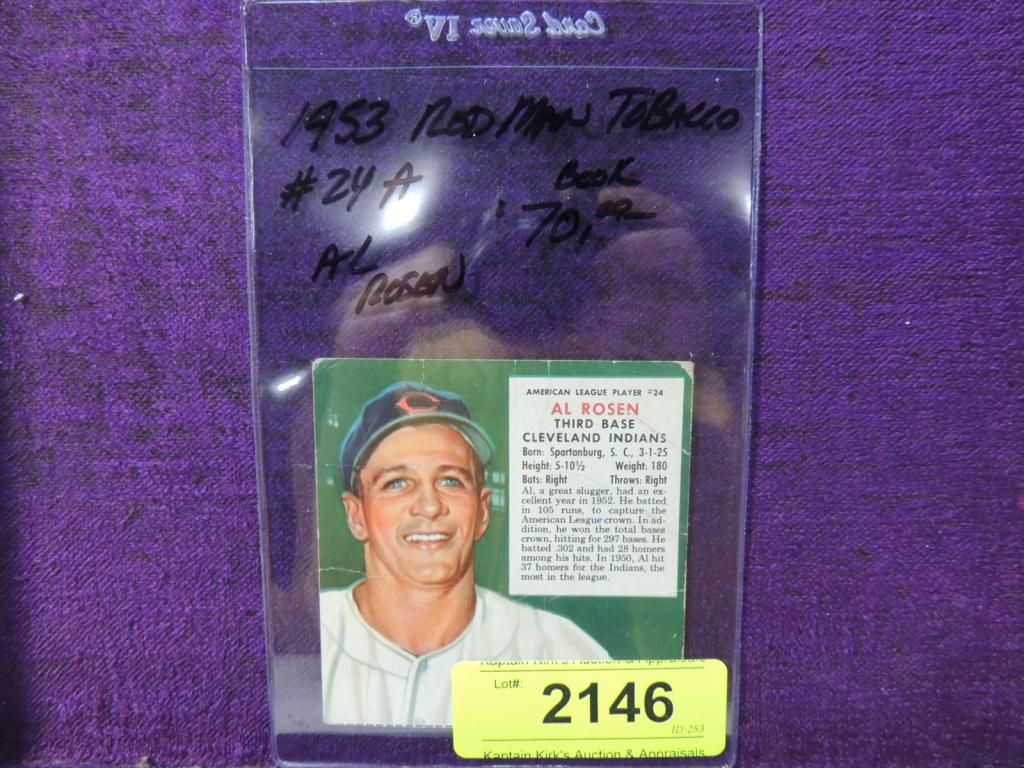 Card Saver IV®
1953 RED MAN TOBACCO
#24 A
BOOK
$70.00
AL
ROSEN
AMERICAN LEAGUE PLAYER #24
AL ROSEN
THIRD BASE
CLEVELAND INDIANS
Born: Spartanburg, S. C., 3-1-25
Height: 5-10½ Weight: 180
Bats: Right Throws: Right
Al, a great slugger, had an ex-
cellent year in 1952. He batted
in 105 runs, to capture the
American League crown. In ad-
dition, he won the total bases
crown, hitting for 297 bases. He
batted .302 and had 28 homers
among his hits. In 1950, Al hit
37 homers for the Indians, the
most in the league.
Kaptain Kirk's Auction & Appraisals
Lot#: 2146
ID:283
Kaptain Kirk's Auction & Appraisals